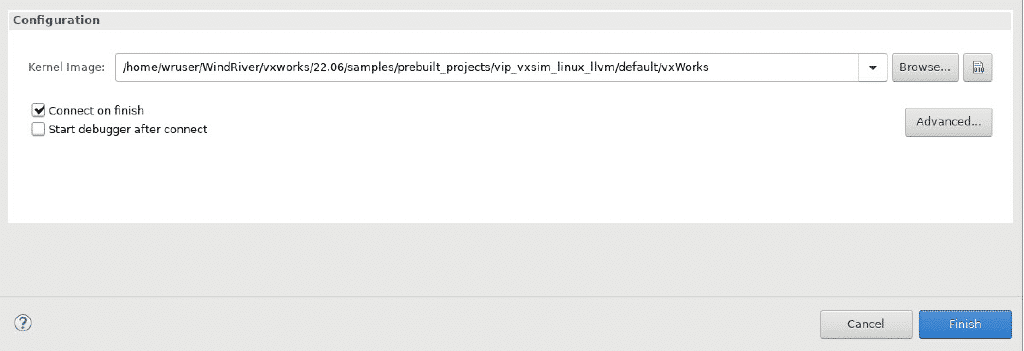 Configuration
Kernel Image: /home/wruser/WindRiver/vxworks/22.06/samples/prebuilt_projects/vip_vxsim_linux_llvm/default/vxWorks Browse...
Connect on finish
Start debugger after connect
Advanced...
? Cancel Finish